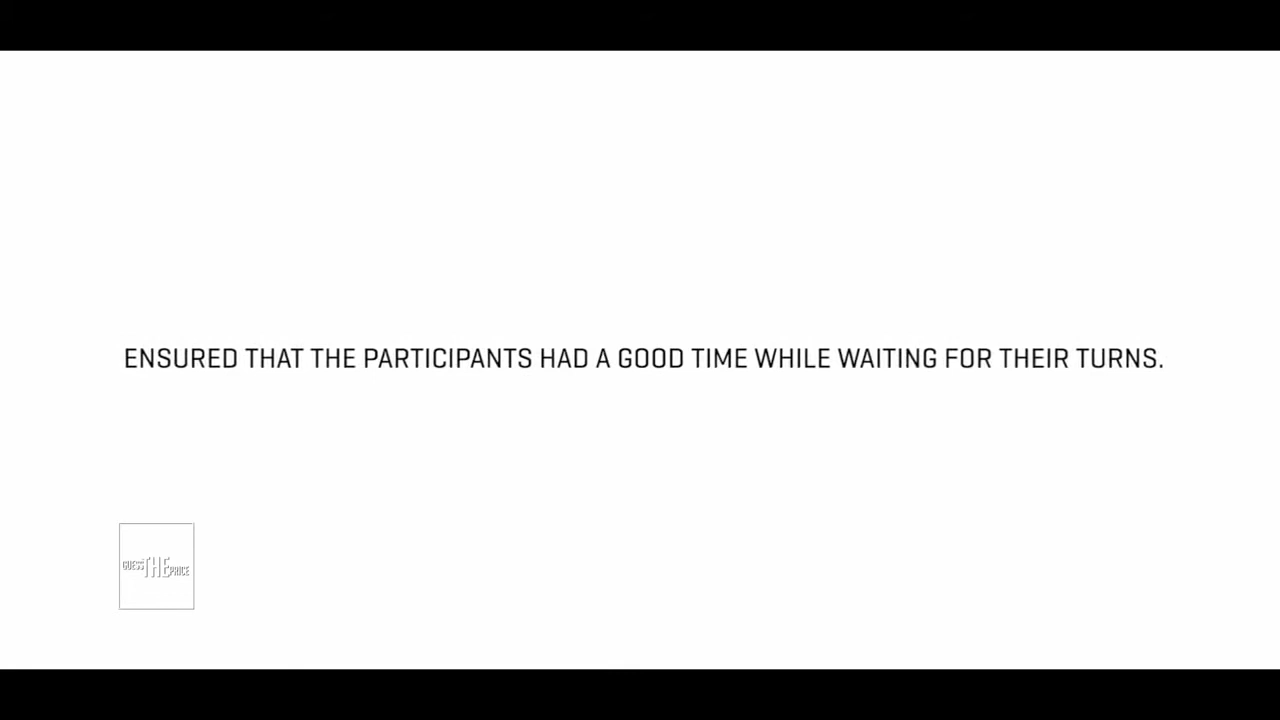 ENSURED THAT THE PARTICIPANTS HAD A GOOD TIME WHILE WAITING FOR THEIR TURNS.
GUESS THE PRICE